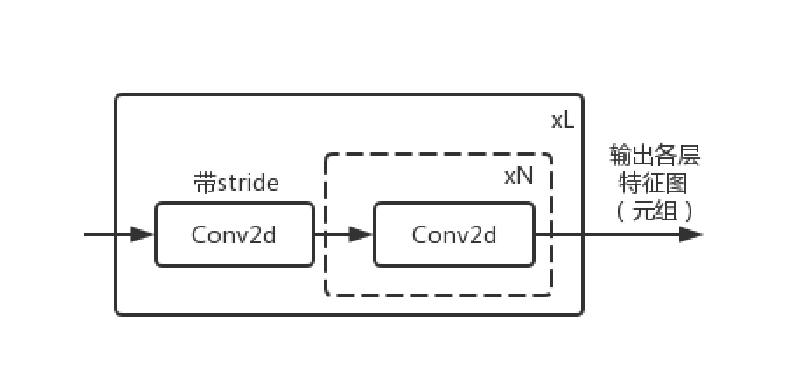 xL
输出各层
特征图
（元组）
xN
带stride
Conv2d
Conv2d